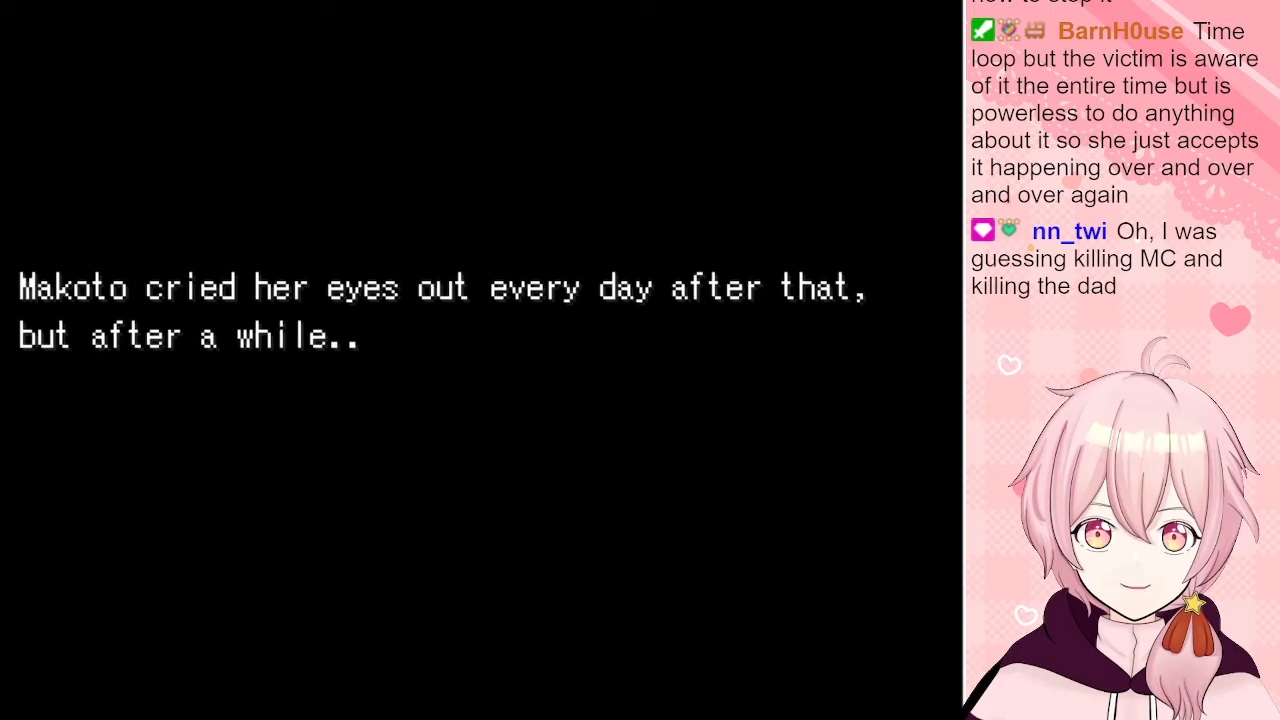 Makoto cried her eyes out every day after that,
but after a while..
BarnH0use Time
loop but the victim is aware
of it the entire time but is
powerless to do anything
about it so she just accepts
it happening over and over
and over again
nn_twi Oh, I was
guessing killing MC and
killing the dad